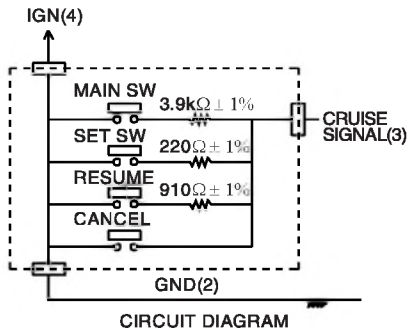 IGN(4)
MAIN SW
3.9kΩ ± 1%
CRUISE
SIGNAL(3)
SET SW
220Ω ± 1%
RESUME
910Ω ± 1%
CANCEL
GND(2)
CIRCUIT DIAGRAM